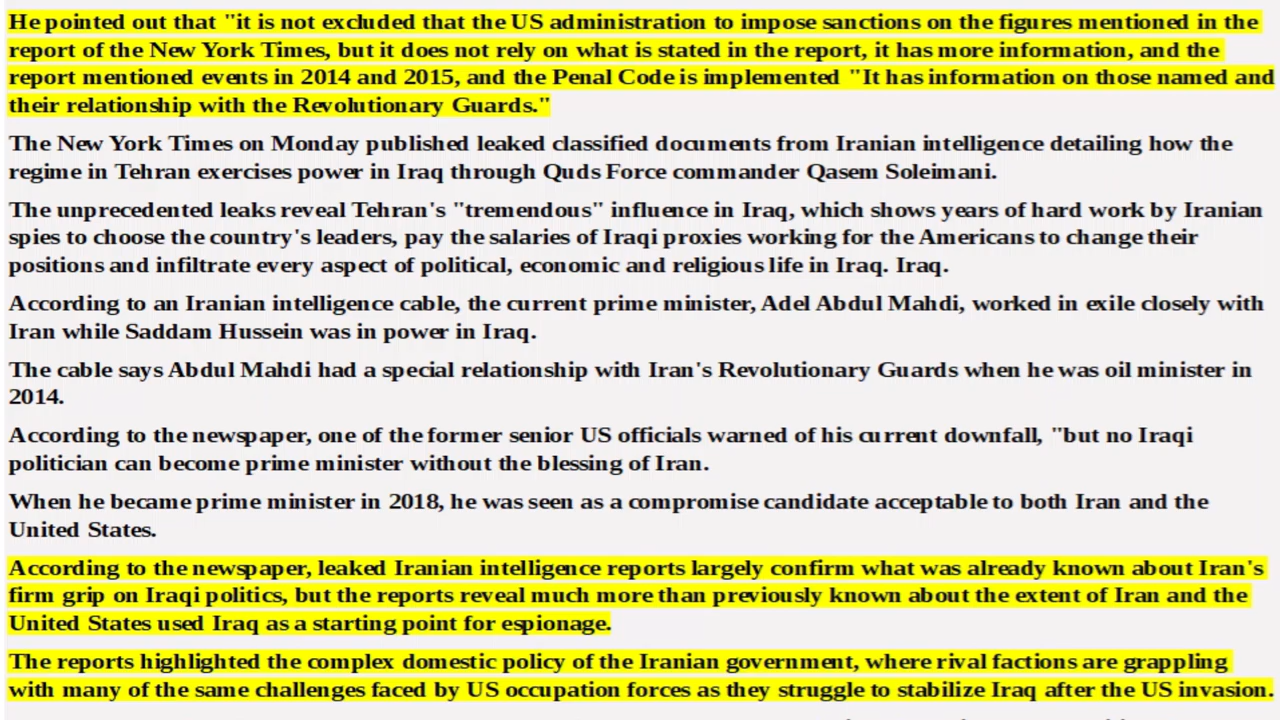 He pointed out that "it is not excluded that the US administration to impose sanctions on the figures mentioned in the
report of the New York Times, but it does not rely on what is stated in the report, it has more information, and the
report mentioned events in 2014 and 2015, and the Penal Code is implemented "It has information on those named and
their relationship with the Revolutionary Guards."
The New York Times on Monday published leaked classified documents from Iranian intelligence detailing how the
regime in Tehran exercises power in Iraq through Quds Force commander Qasem Soleimani.
The unprecedented leaks reveal Tehran's "tremendous" influence in Iraq, which shows years of hard work by Iranian
spies to choose the country's leaders, pay the salaries of Iraqi proxies working for the Americans to change their
positions and infiltrate every aspect of political, economic and religious life in Iraq. Iraq.
According to an Iranian intelligence cable, the current prime minister, Adel Abdul Mahdi, worked in exile closely with
Iran while Saddam Hussein was in power in Iraq.
The cable says Abdul Mahdi had a special relationship with Iran's Revolutionary Guards when he was oil minister in
2014.
According to the newspaper, one of the former senior US officials warned of his current downfall, "but no Iraqi
politician can become prime minister without the blessing of Iran.
When he became prime minister in 2018, he was seen as a compromise candidate acceptable to both Iran and the
United States.
According to the newspaper, leaked Iranian intelligence reports largely confirm what was already known about Iran's
firm grip on Iraqi politics, but the reports reveal much more than previously known about the extent of Iran and the
United States used Iraq as a starting point for espionage.
The reports highlighted the complex domestic policy of the Iranian government, where rival factions are grappling
with many of the same challenges faced by US occupation forces as they struggle to stabilize Iraq after the US invasion.